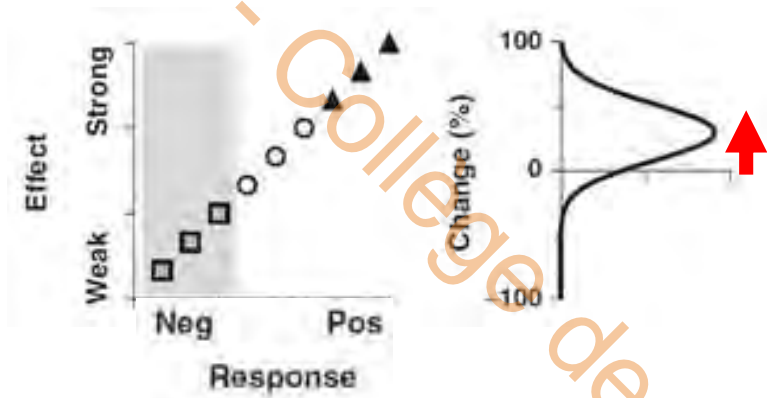 Effect
Strong
Weak
Neg
Pos
Response
Change (%)
100
0
-100
- College de